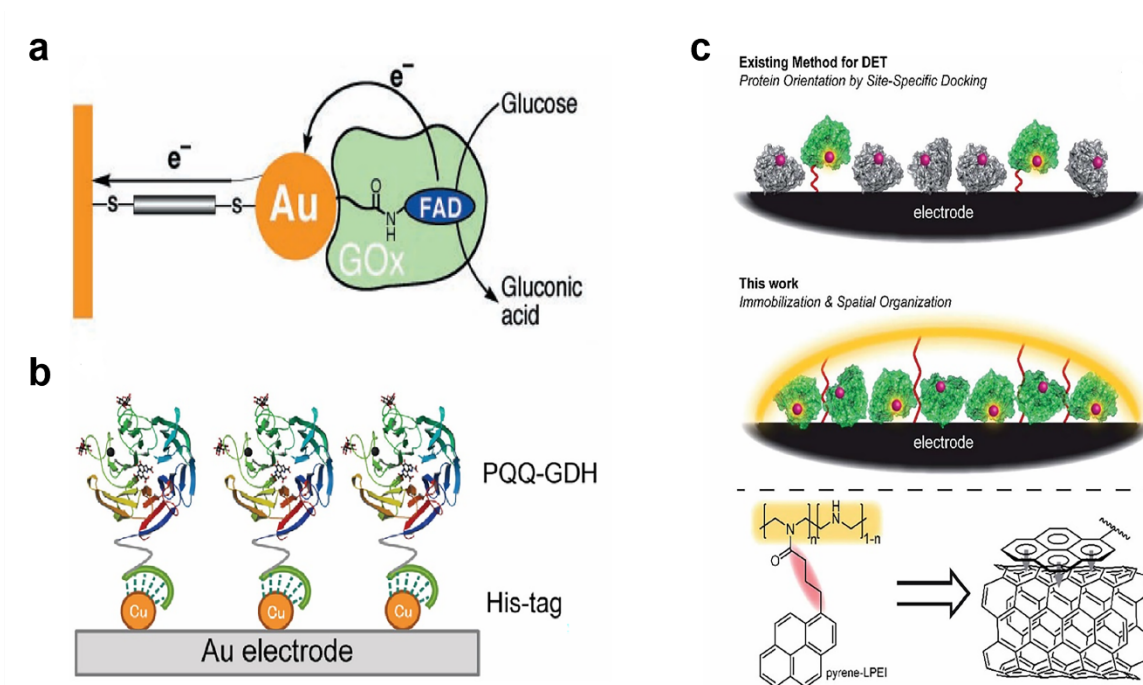 a
e⁻
Glucose
e⁻
S
S
Au
O
N
H
FAD
GOx
Gluconic
acid
b
PQQ-GDH
Cu
Cu
Cu
His-tag
Au electrode
c
Existing Method for DET
Protein Orientation by Site-Specific Docking
electrode
This work
Immobilization & Spatial Organization
electrode
H
N
N
n
1-n
O
pyrene-LPEI